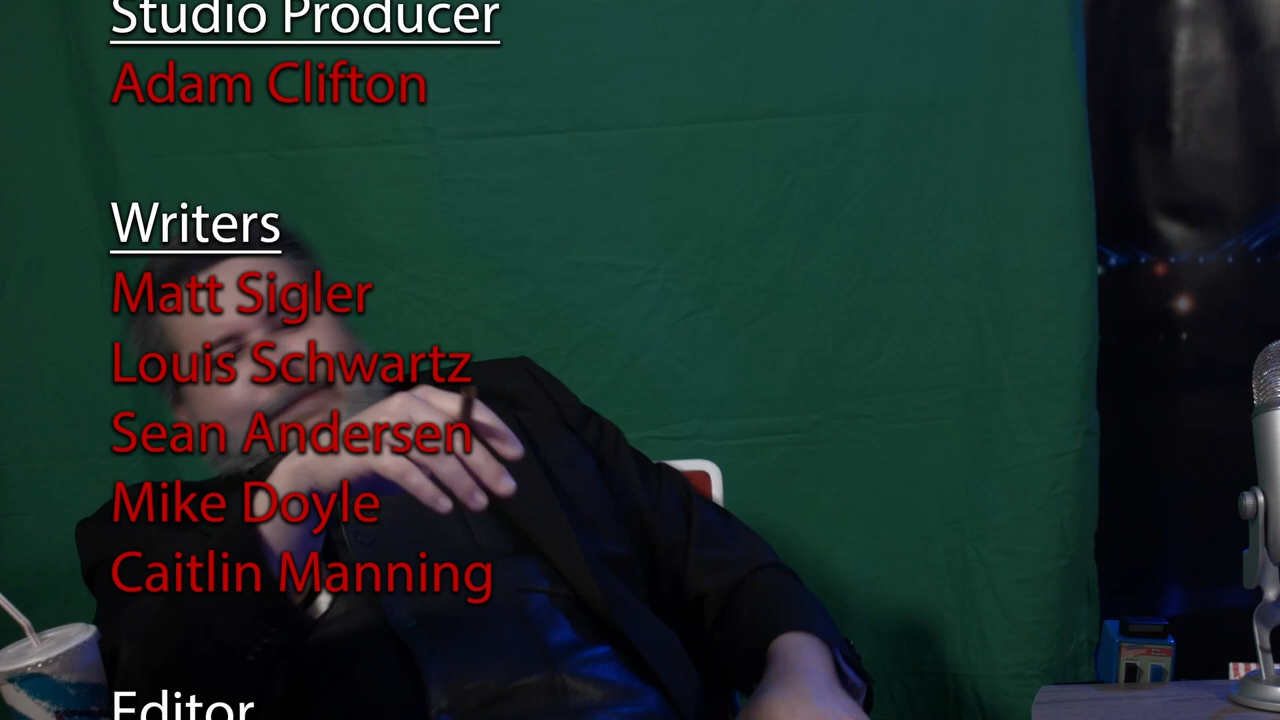 Studio Producer
Adam Clifton
Writers
Matt Sigler
Louis Schwartz
Sean Andersen
Mike Doyle
Caitlin Manning
Editor